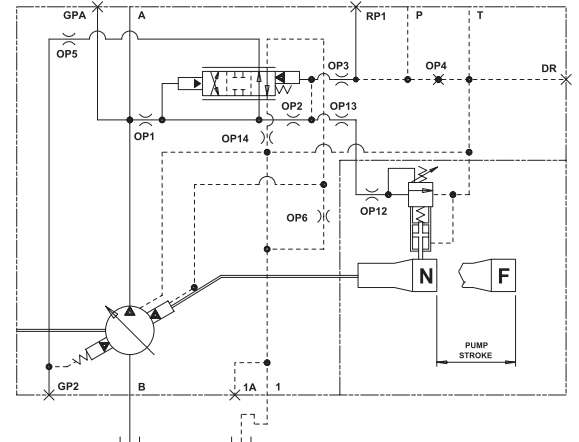 GPA
A
RP1
P
T
OP5
OP3
OP4
DR
OP2
OP13
OP1
OP14
OP12
OP6
N
F
PUMP
STROKE
GP2
B
1A
1